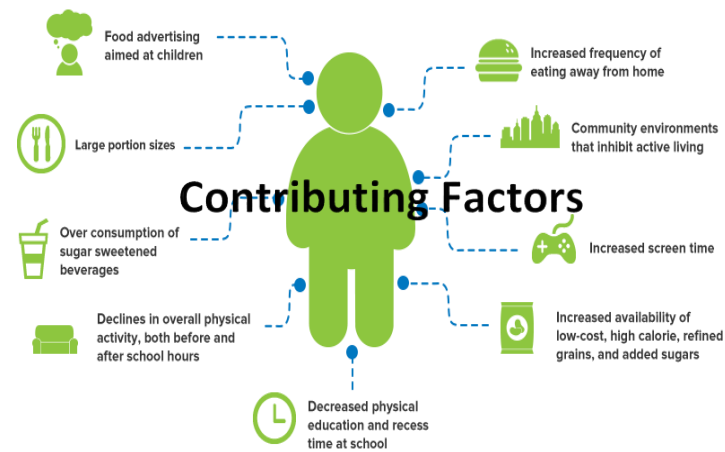 Food advertising
aimed at children
Increased frequency of
eating away from home
Large portion sizes
Community environments
that inhibit active living
Contributing Factors
Over consumption of
sugar sweetened
beverages
Increased screen time
Declines in overall physical
activity, both before and
after school hours
Increased availability of
low-cost, high calorie, refined
grains, and added sugars
Decreased physical
education and recess
time at school